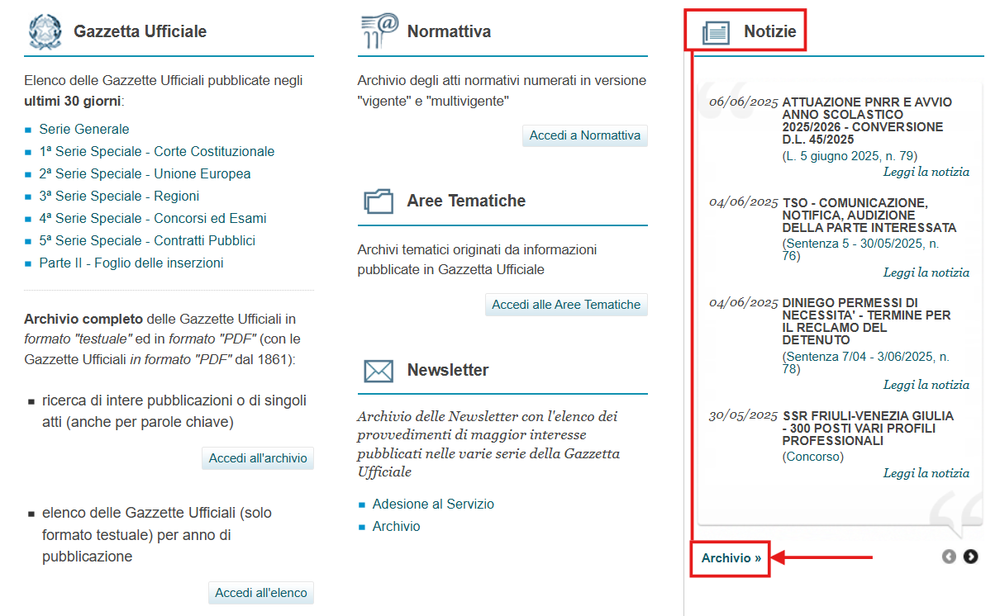 Gazzetta Ufficiale
Elenco delle Gazzette Ufficiali pubblicate negli
ultimi 30 giorni:
Serie Generale
1ª Serie Speciale - Corte Costituzionale
2ª Serie Speciale - Unione Europea
3ª Serie Speciale - Regioni
4ª Serie Speciale - Concorsi ed Esami
5ª Serie Speciale - Contratti Pubblici
Parte II - Foglio delle inserzioni
Archivio completo delle Gazzette Ufficiali in
formato "testuale" ed in formato "PDF" (con le
Gazzette Ufficiali in formato "PDF" dal 1861):
ricerca di intere pubblicazioni o di singoli
atti (anche per parole chiave)
Accedi all'archivio
elenco delle Gazzette Ufficiali (solo
formato testuale) per anno di
pubblicazione
Accedi all'elenco
Normattiva
Archivio degli atti normativi numerati in versione
"vigente" e "multivigente"
Accedi a Normattiva
Aree Tematiche
Archivi tematici originati da informazioni
pubblicate in Gazzetta Ufficiale
Accedi alle Aree Tematiche
Newsletter
Archivio delle Newsletter con l'elenco dei
provvedimenti di maggior interesse
pubblicati nelle varie serie della Gazzetta
Ufficiale
Adesione al Servizio
Archivio
Notizie
06/06/2025 ATTUAZIONE PNRR E AVVIO
ANNO SCOLASTICO
2025/2026 - CONVERSIONE
D.L. 45/2025
(L. 5 giugno 2025, n. 79)
Leggi la notizia
04/06/2025 TSO - COMUNICAZIONE,
NOTIFICA, AUDIZIONE
DELLA PARTE INTERESSATA
(Sentenza 5 - 30/05/2025, n.
76)
Leggi la notizia
04/06/2025 DINIEGO PERMESSI DI
NECESSITA' - TERMINE PER
IL RECLAMO DEL
DETENUTO
(Sentenza 7/04 - 3/06/2025, n.
78)
Leggi la notizia
30/05/2025 SSR FRIULI-VENEZIA GIULIA
- 300 POSTI VARI PROFILI
PROFESSIONALI
(Concorso)
Leggi la notizia
Archivio »